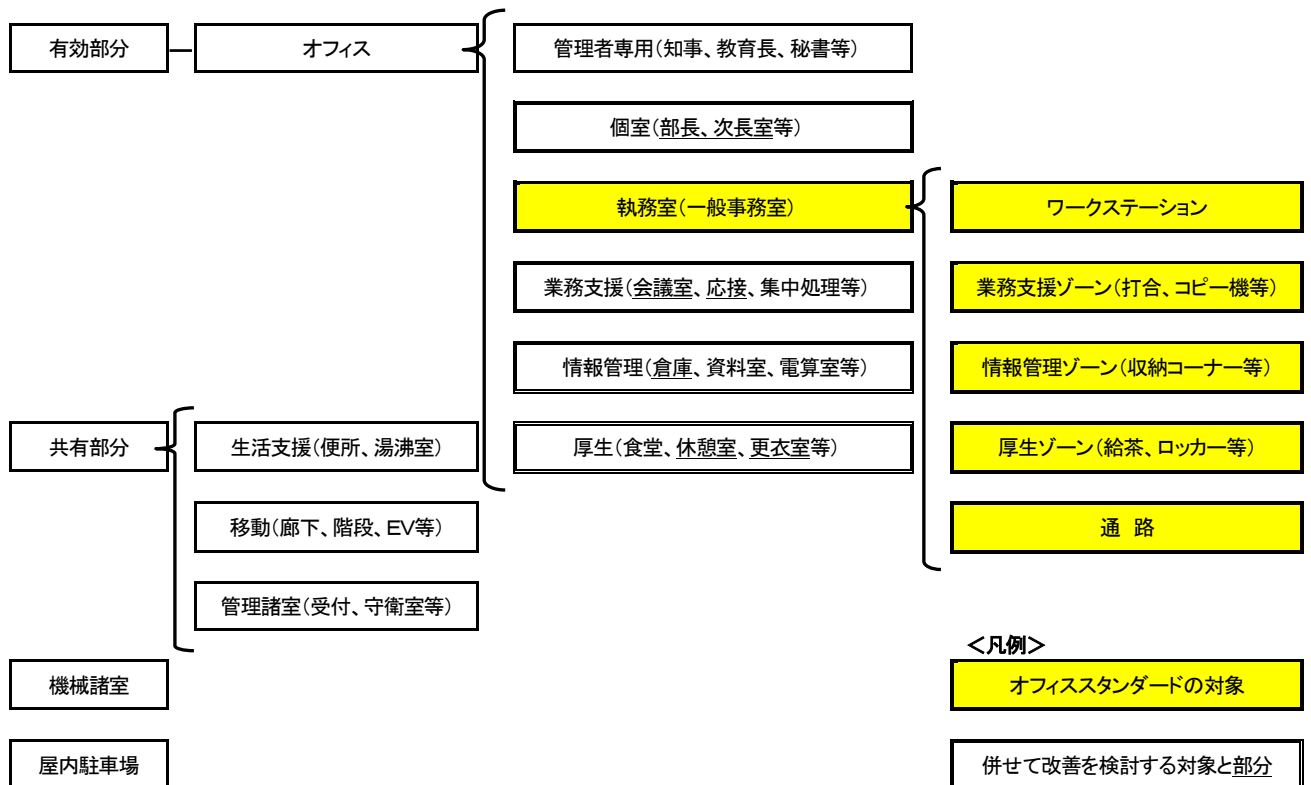 有効部分
オフィス
管理者専用(知事、教育長、秘書等)
個室(部長、次長室等)
執務室(一般事務室)
ワークステーション
業務支援(会議室、応接、集中処理等)
業務支援ゾーン(打合、コピー機等)
情報管理(倉庫、資料室、電算室等)
情報管理ゾーン(収納コーナー等)
共有部分
生活支援(便所、湯沸室)
厚生(食堂、休憩室、更衣室等)
厚生ゾーン(給茶、ロッカー等)
移動(廊下、階段、EV等)
通 路
管理諸室(受付、守衛室等)
<凡例>
機械諸室
オフィススタンダードの対象
屋内駐車場
併せて改善を検討する対象と部分